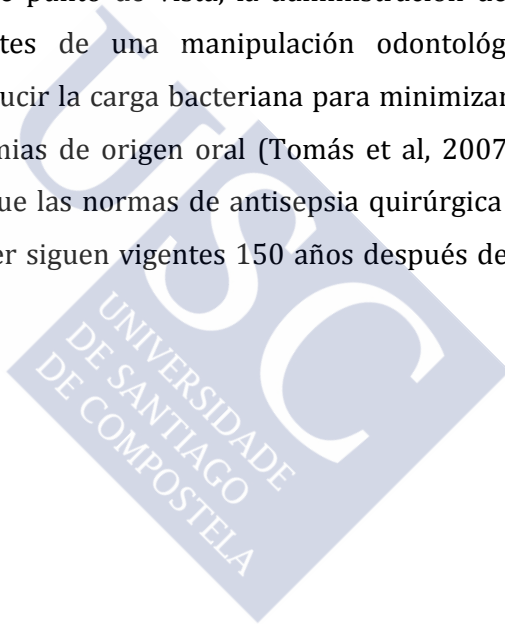 punto de vista, la administración de
tes de una manipulación odontológ
ucir la carga bacteriana para minimizar
mias de origen oral (Tomás et al, 2007
ue las normas de antisepsia quirúrgica
er siguen vigentes 150 años después de
USC
UNIVERSIDADE
DE SANTIAGO
DE COMPOSTELA